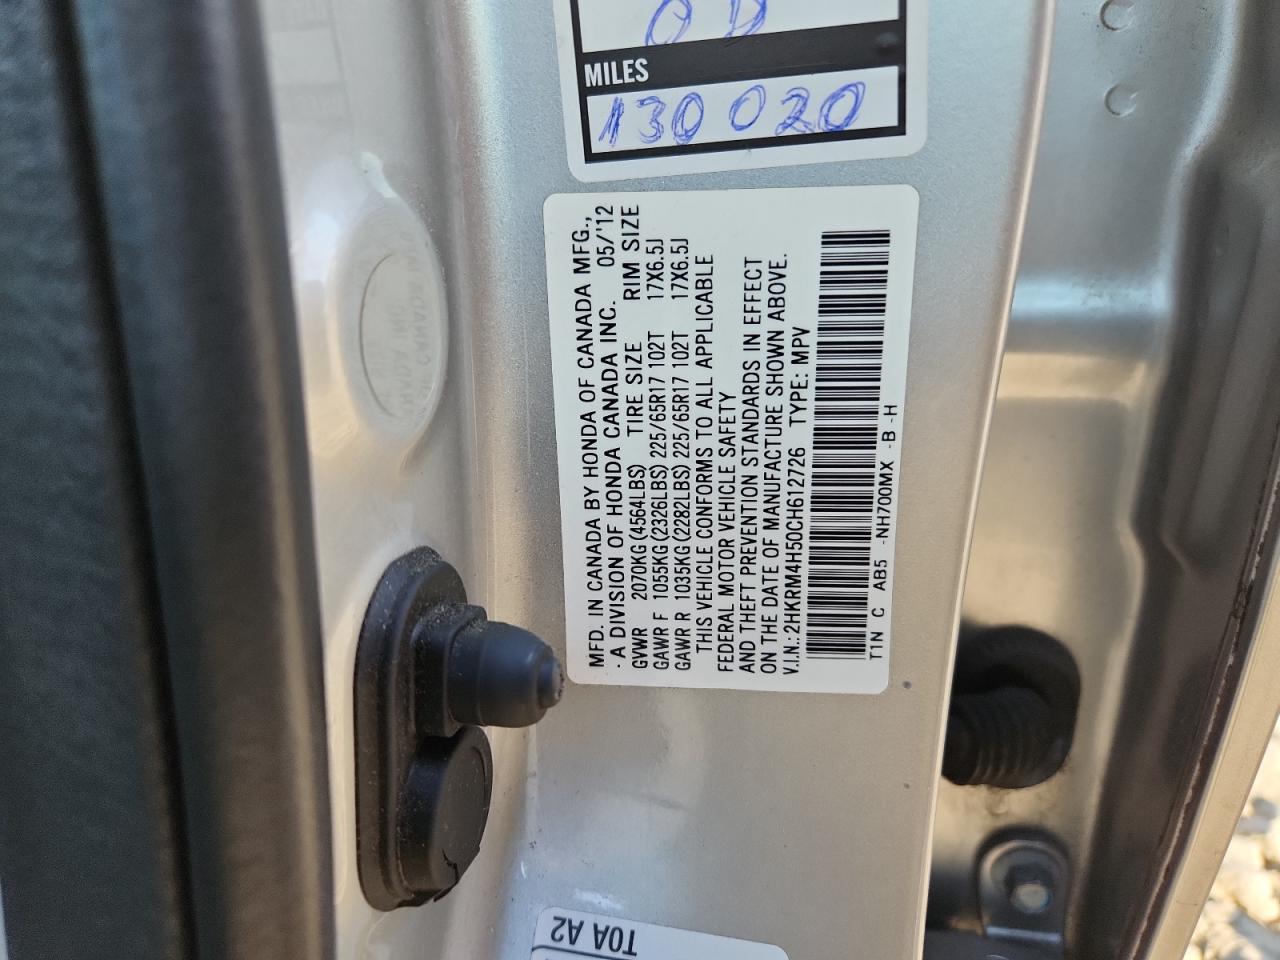 MILES
130 020
MFD. IN CANADA BY HONDA OF CANADA MFG.,
- A DIVISION OF HONDA CANADA INC. 05/'12
GVWR 2070KG(4564LBS) TIRE SIZE RIM SIZE
GAWR F 1055KG(2326LBS) 225/65R17 102T 17X6.5J
GAWR R 1035KG(2282LBS) 225/65R17 102T 17X6.5J
THIS VEHICLE CONFORMS TO ALL APPLICABLE
FEDERAL MOTOR VEHICLE SAFETY
AND THEFT PREVENTION STANDARDS IN EFFECT
ON THE DATE OF MANUFACTURE SHOWN ABOVE.
V.I.N.: 2HKRM4H50CH612726 TYPE: MPV
T1N C AB5 -NH700MX -B -H
T0A A2